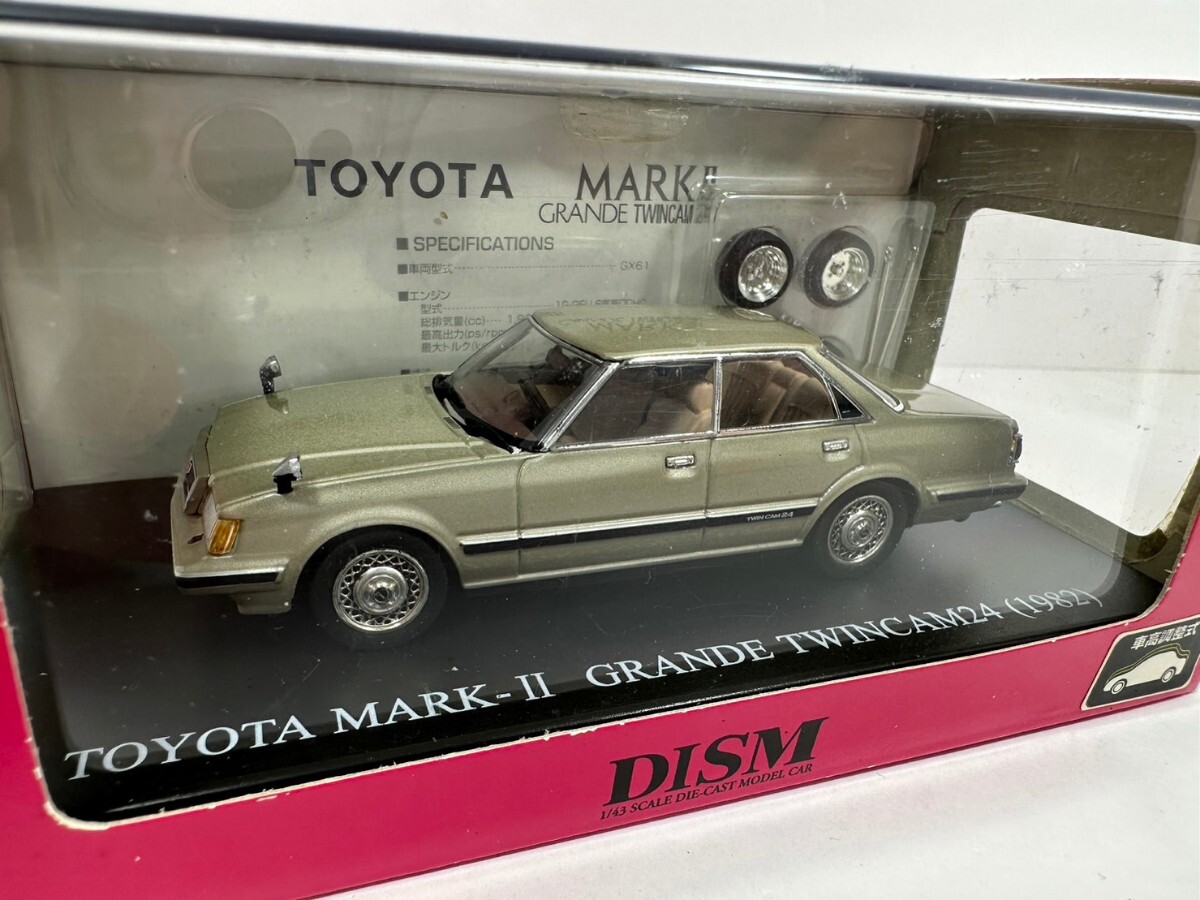 TOYOTA MARK II
GRANDE TWINCAM 24
■ SPECIFICATIONS
■車両型式 GX61
■エンジン
型式
総排気量(cc)
最高出力(ps/rpm
最大トルク
TWINCAM 24
TOYOTA MARK-II GRANDE TWINCAM24 (1982)
車高調整式
DISM
1/43 SCALE DIE-CAST MODEL CAR